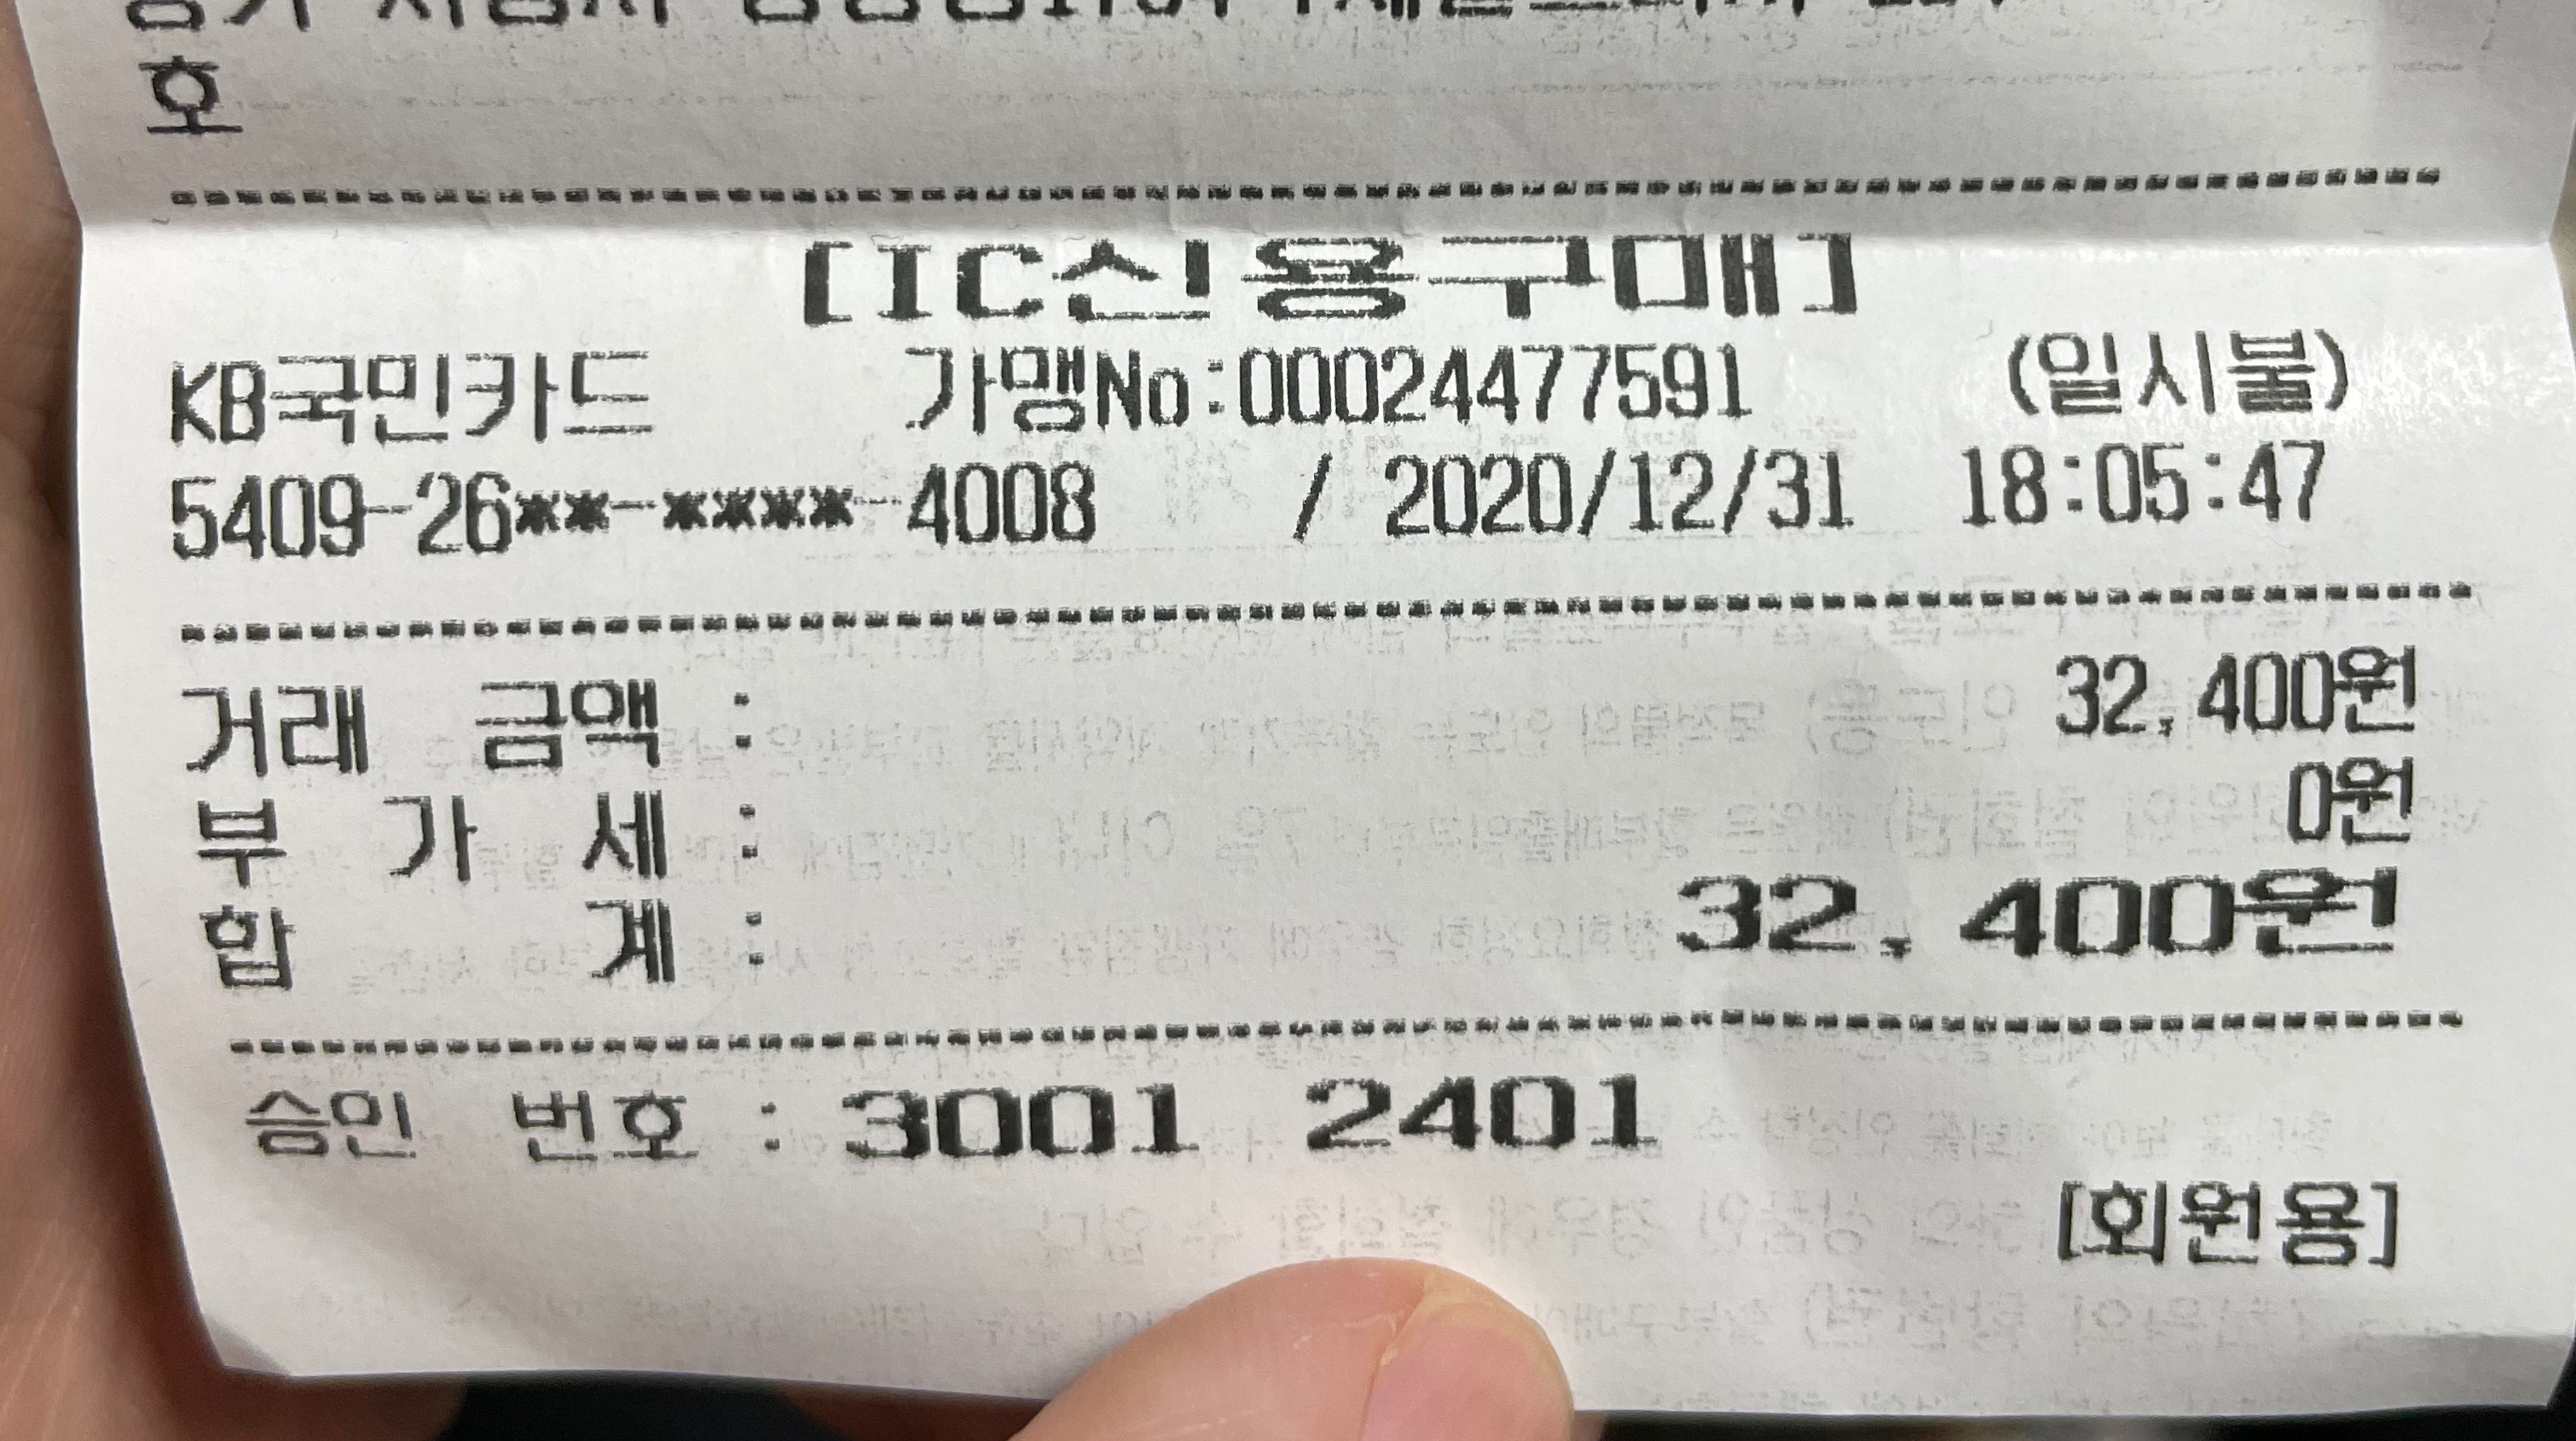 호
[IC신용구매]
KB국민카드 가맹No:00024477591 (일시불)
5409-26**-****-4008 / 2020/12/31 18:05:47
거래 금액 : 32,400원
부 가 세 : 0원
합 계 : 32,400원
승인 번호 : 3001 2401
[회원용]